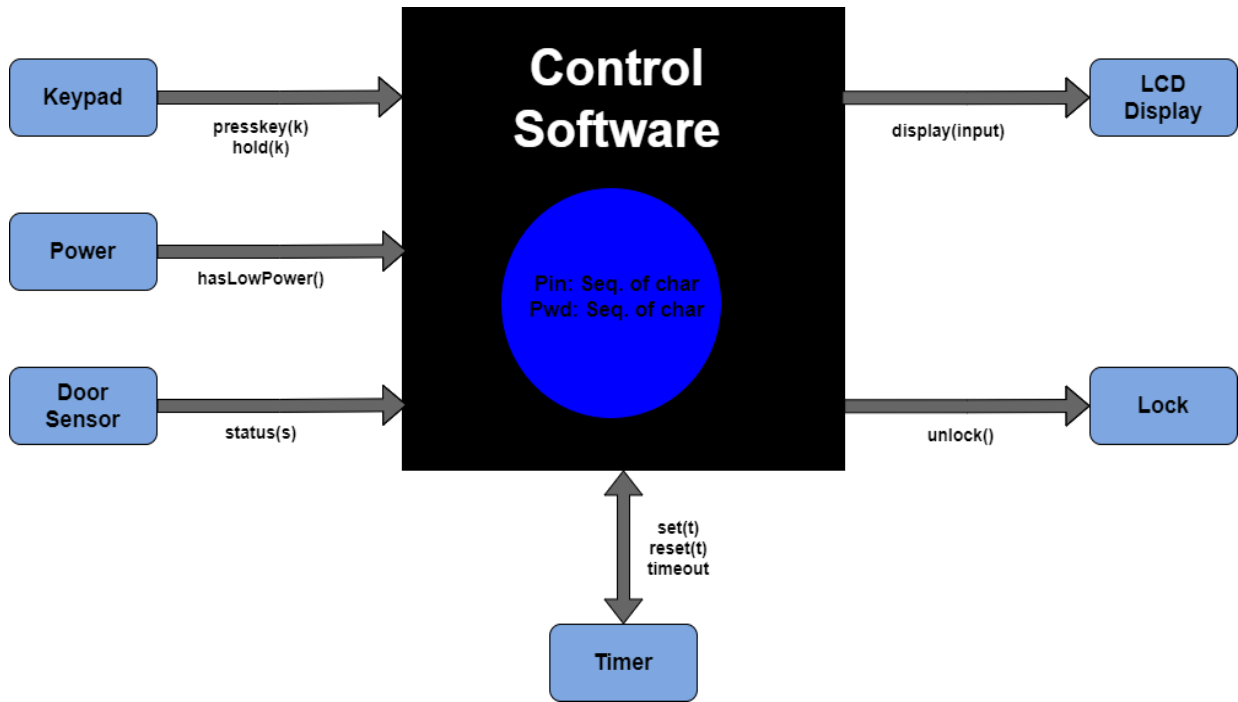 Control
Software
Keypad
presskey(k)
hold(k)
LCD
Display
display(input)
Power
hasLowPower()
Pin: Seq. of char
Pwd: Seq. of char
Door
Sensor
status(s)
Lock
unlock()
set(t)
reset(t)
timeout
Timer